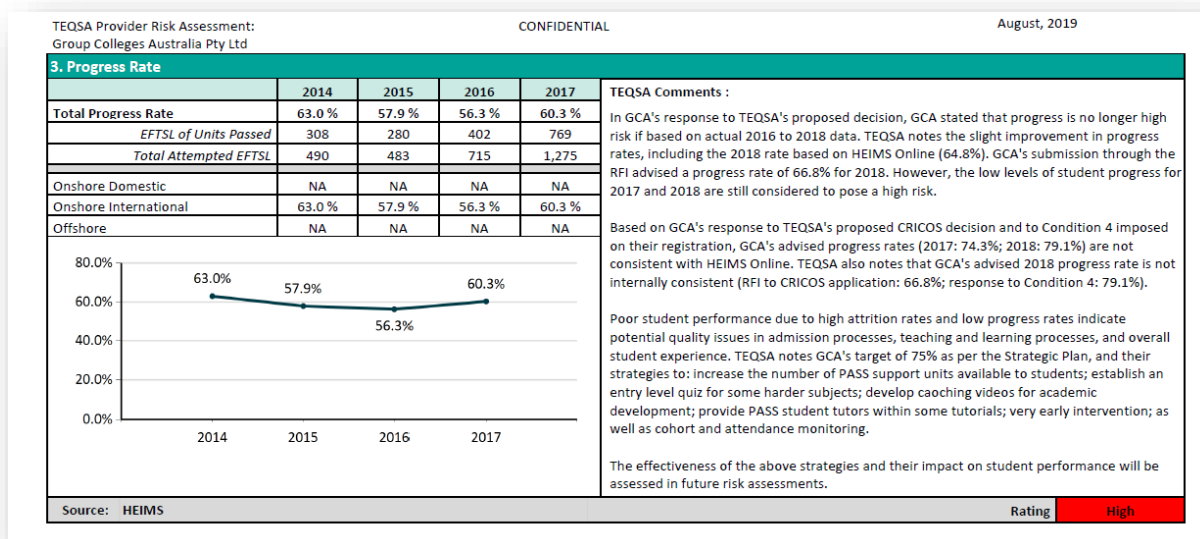 TEQSA Provider Risk Assessment:
CONFIDENTIAL
August, 2019
Group Colleges Australia Pty Ltd
3. Progress Rate
2014 2015 2016 2017
Total Progress Rate 63.0 % 57.9 % 56.3 % 60.3 %
EFTSL of Units Passed 308 280 402 769
Total Attempted EFTSL 490 483 715 1,275
Onshore Domestic NA NA NA NA
Onshore International 63.0 % 57.9 % 56.3 % 60.3 %
Offshore NA NA NA NA
80.0%
60.0%
40.0%
20.0%
0.0%
63.0%
57.9%
56.3%
60.3%
2014 2015 2016 2017
TEQSA Comments :
In GCA's response to TEQSA's proposed decision, GCA stated that progress is no longer high
risk if based on actual 2016 to 2018 data. TEQSA notes the slight improvement in progress
rates, including the 2018 rate based on HEIMS Online (64.8%). GCA's submission through the
RFI advised a progress rate of 66.8% for 2018. However, the low levels of student progress for
2017 and 2018 are still considered to pose a high risk.
Based on GCA's response to TEQSA's proposed CRICOS decision and to Condition 4 imposed
on their registration, GCA's advised progress rates (2017: 74.3%; 2018: 79.1%) are not
consistent with HEIMS Online. TEQSA also notes that GCA's advised 2018 progress rate is not
internally consistent (RFI to CRICOS application: 66.8%; response to Condition 4: 79.1%).
Poor student performance due to high attrition rates and low progress rates indicate
potential quality issues in admission processes, teaching and learning processes, and overall
student experience. TEQSA notes GCA's target of 75% as per the Strategic Plan, and their
strategies to: increase the number of PASS support units available to students; establish an
entry level quiz for some harder subjects; develop caoching videos for academic
development; provide PASS student tutors within some tutorials; very early intervention; as
well as cohort and attendance monitoring.
The effectiveness of the above strategies and their impact on student performance will be
assessed in future risk assessments.
Source: HEIMS
Rating High